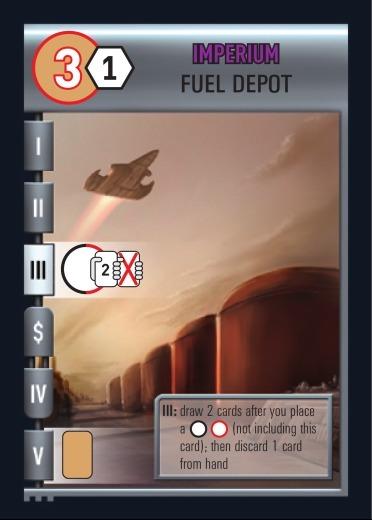 3 1
IMPERIUM
FUEL DEPOT
I
II
III 2
$
IV
V
III: draw 2 cards after you place
a (not including this
card); then discard 1 card
from hand